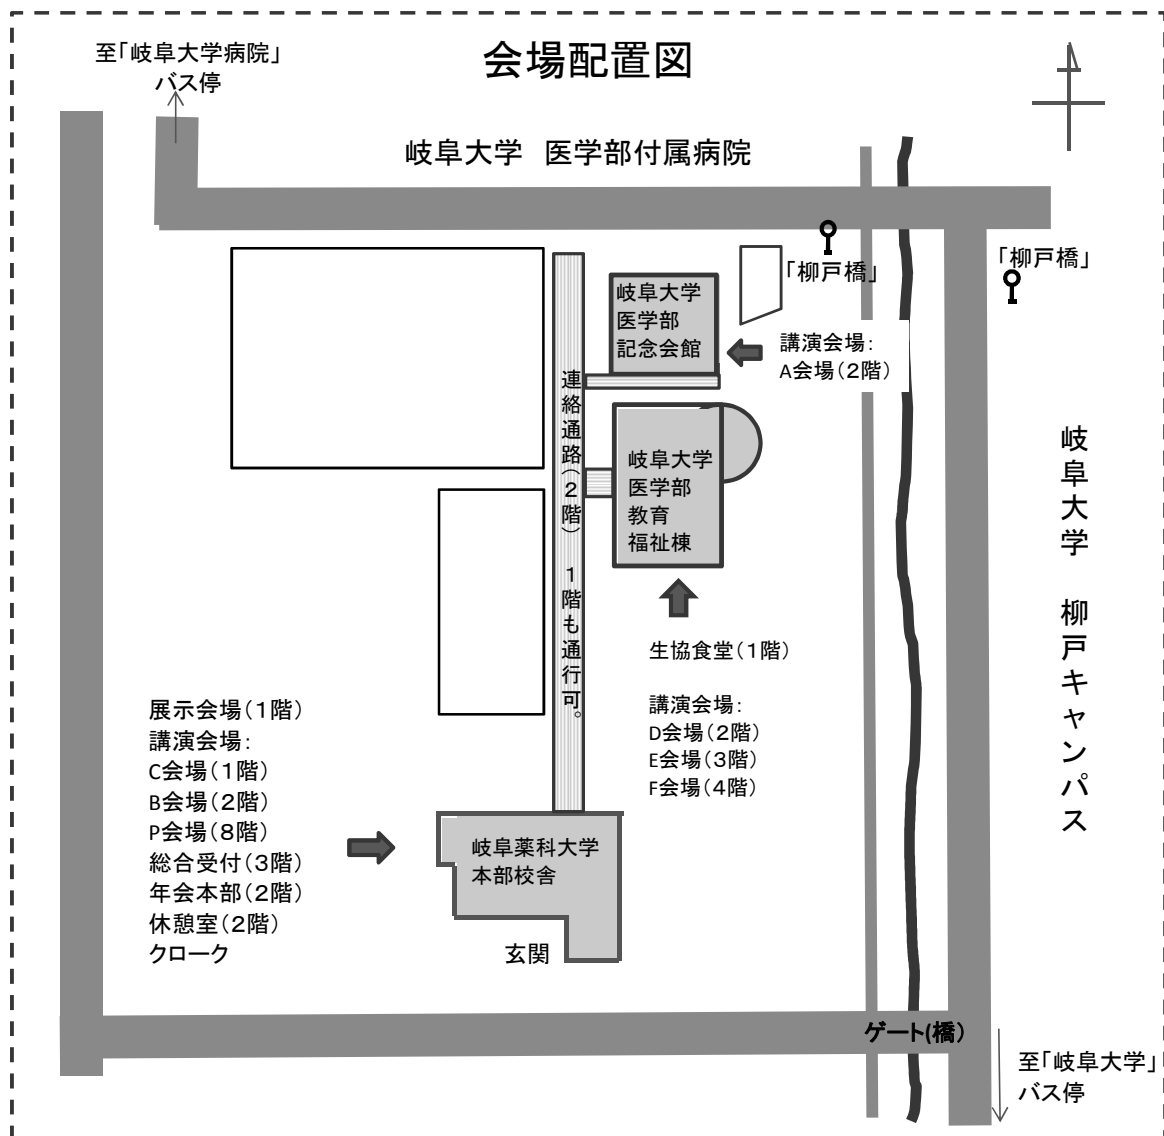 会場配置図
至「岐阜大学病院」
バス停
岐阜大学　医学部付属病院
「柳戸橋」
「柳戸橋」
岐阜大学
医学部
記念会館
講演会場：
A会場（２階）
連絡通路（２階）　１階も通行可。
岐阜大学
医学部
教育
福祉棟
岐阜大学　柳戸キャンパス
生協食堂（１階）
講演会場：
D会場（２階）
E会場（３階）
F会場（４階）
展示会場（１階）
講演会場：
C会場（１階）
B会場（２階）
P会場（８階）
総合受付（３階）
年会本部（２階）
休憩室（２階）
クローク
岐阜薬科大学
本部校舎
玄関
ゲート(橋）
至「岐阜大学」
バス停